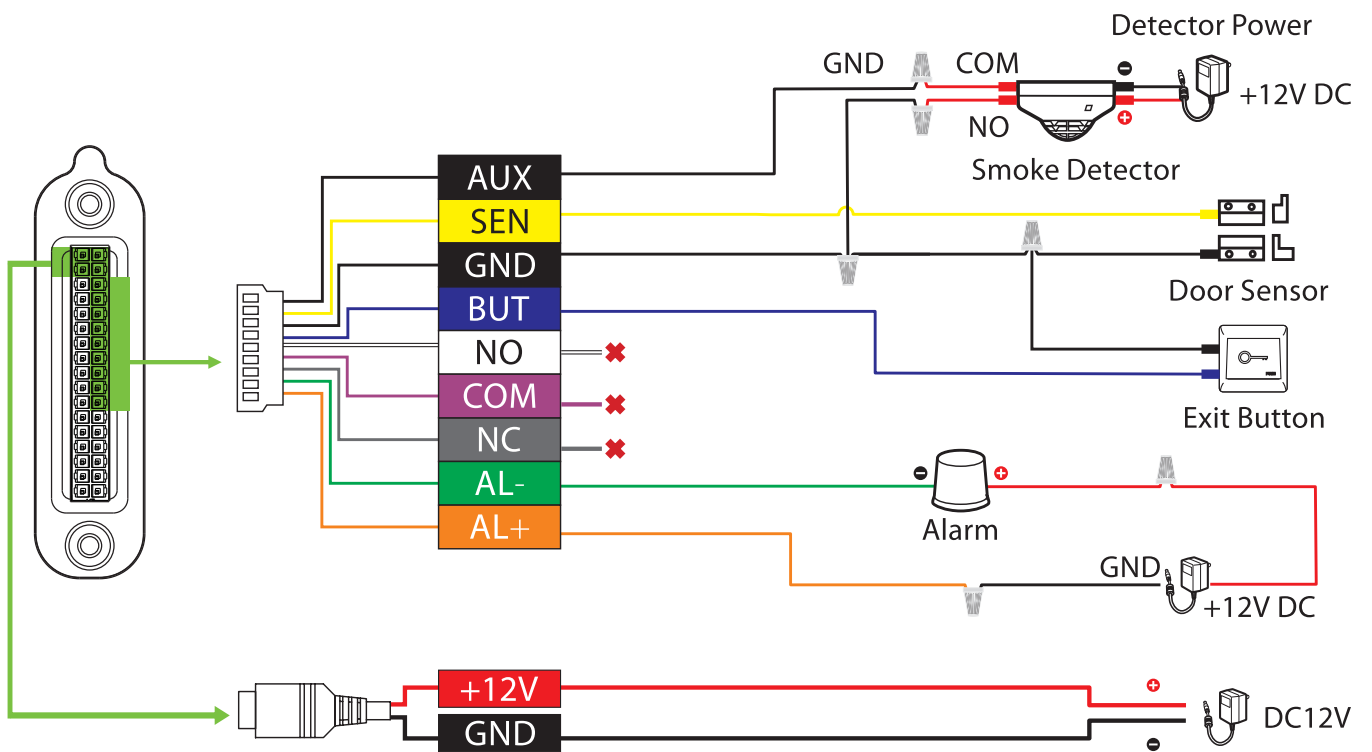 Detector Power
GND
COM
+12V DC
NO
Smoke Detector
AUX
SEN
GND
BUT
NO
COM
NC
AL-
AL+
Door Sensor
Exit Button
Alarm
GND
+12V DC
+12V
GND
DC12V